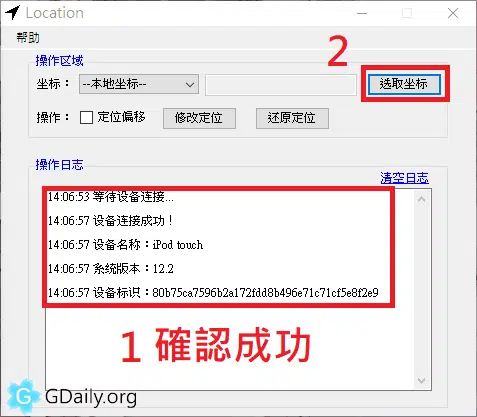 Location
帮助
2
操作区域
坐标： --本地坐标-- 选取坐标
操作： 定位偏移 修改定位 还原定位
操作日志
清空日志
14:06:53 等待设备连接...
14:06:57 设备连接成功！
14:06:57 设备名称：iPod touch
14:06:57 系统版本：12.2
14:06:57 设备标识：80b75ca7596b2a172fdd8b496e71c71cf5e8f2e9
1 確認成功
GDaily.org